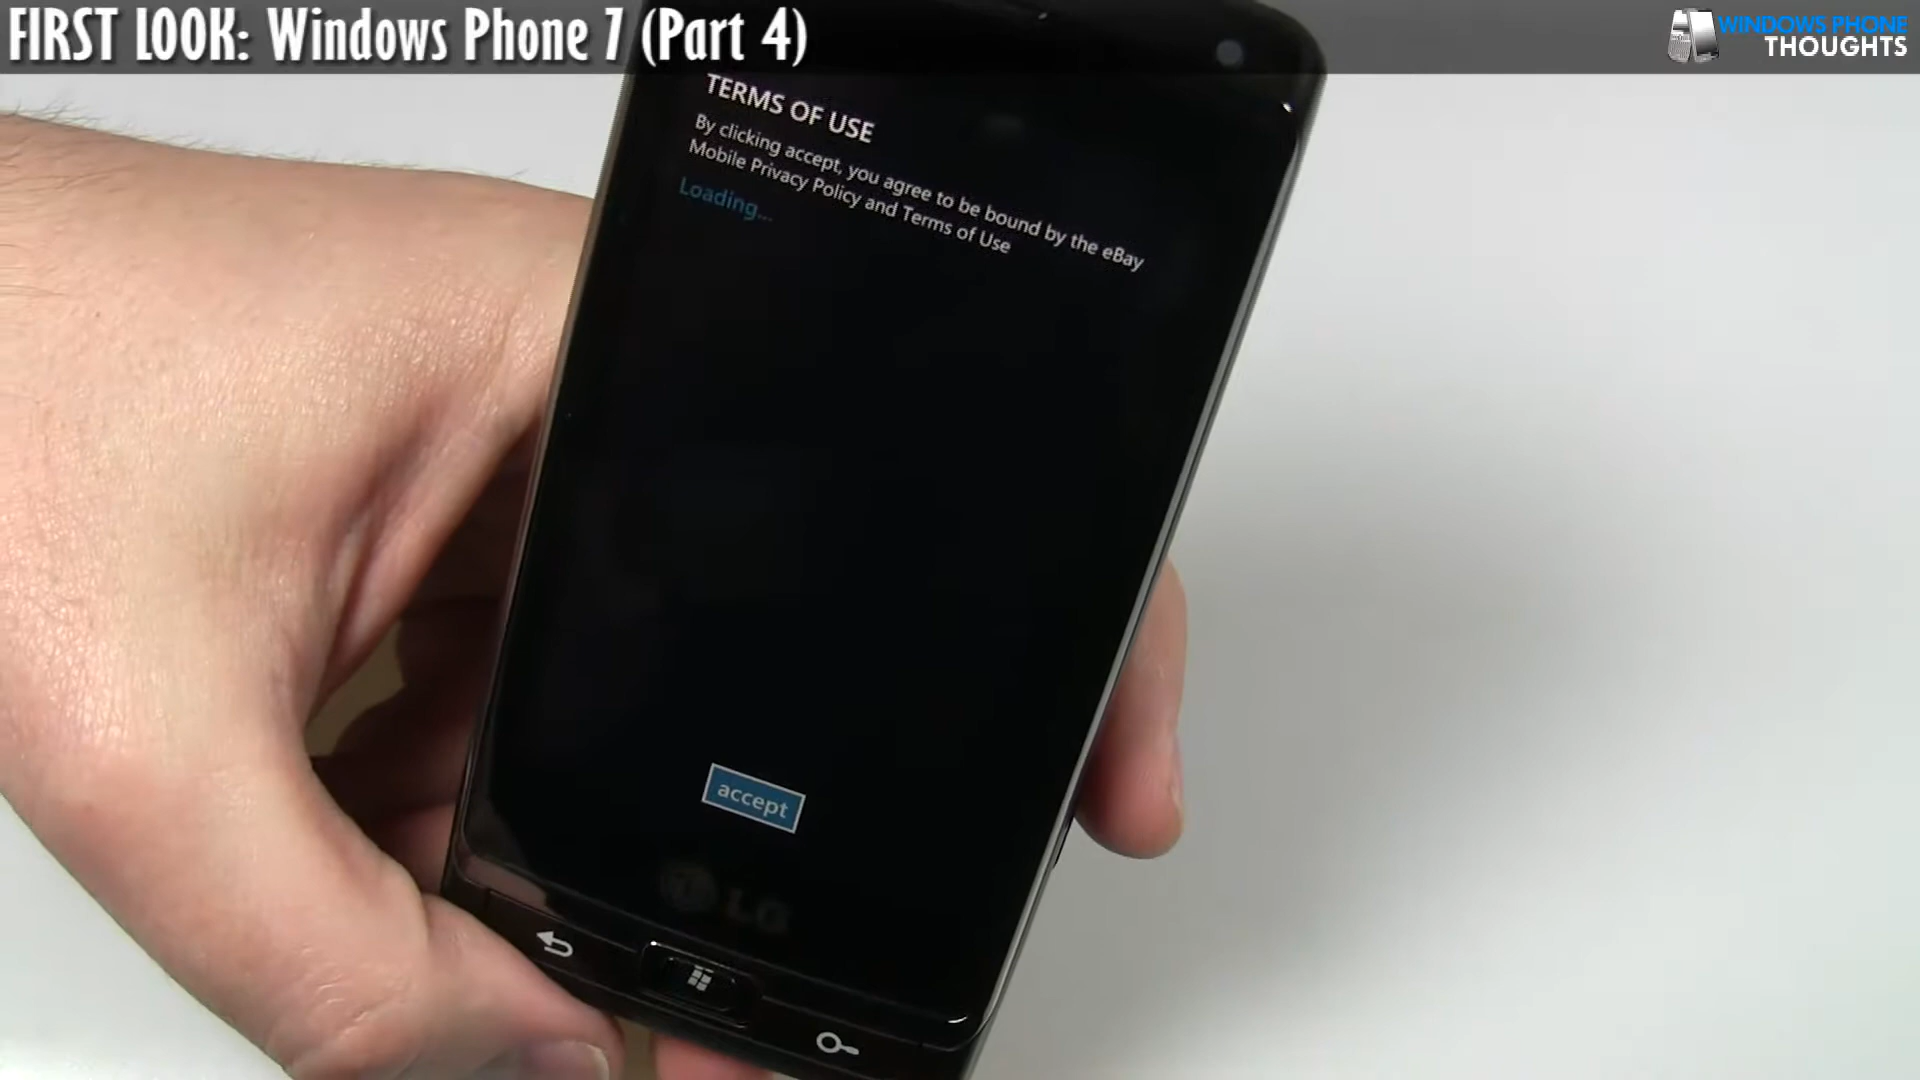 FIRST LOOK: Windows Phone 7 (Part 4)
WINDOWS PHONE
THOUGHTS
TERMS OF USE
By clicking accept, you agree to be bound by the eBay
Mobile Privacy Policy and Terms of Use
Loading...
accept
LG